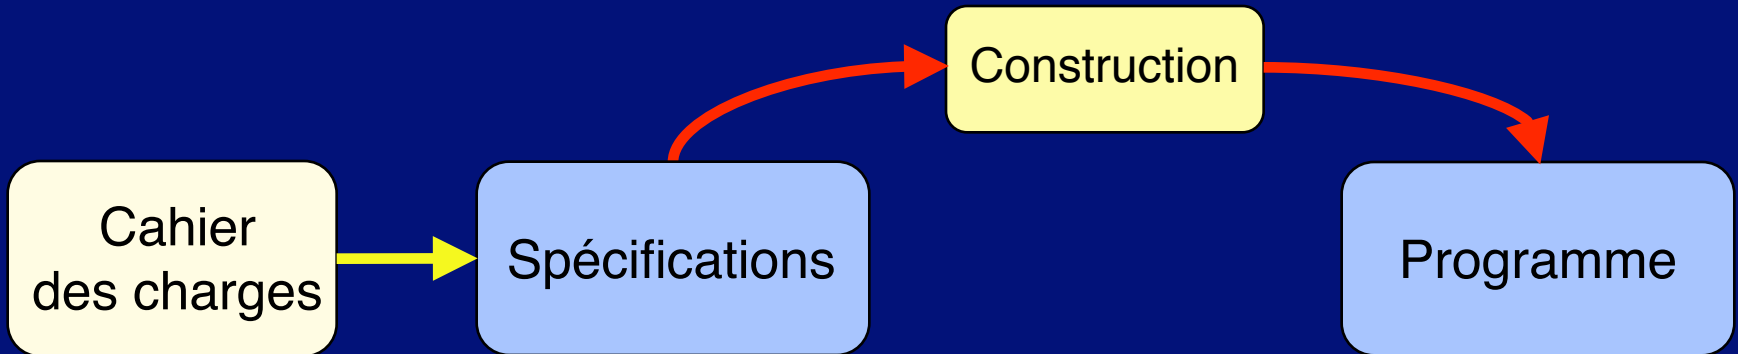 Construction
Cahier
des charges
Spécifications
Programme